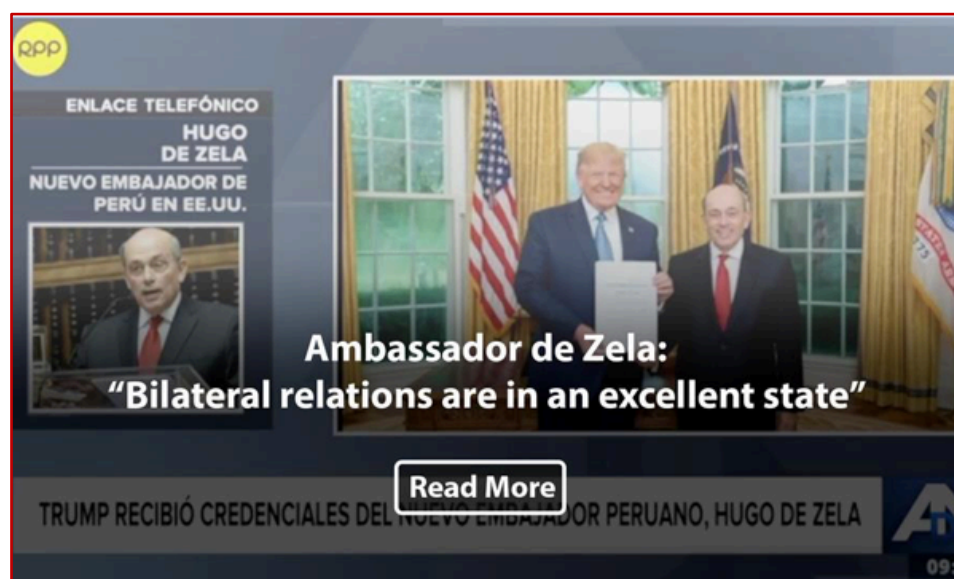 RPP
ENLACE TELEFÓNICO
HUGO
DE ZELA
NUEVO EMBAJADOR DE
PERÚ EN EE.UU.
Ambassador de Zela:
“Bilateral relations are in an excellent state”
Read More
TRUMP RECIBIÓ CREDENCIALES DEL NUEVO EMBAJADOR PERUANO, HUGO DE ZELA
09: